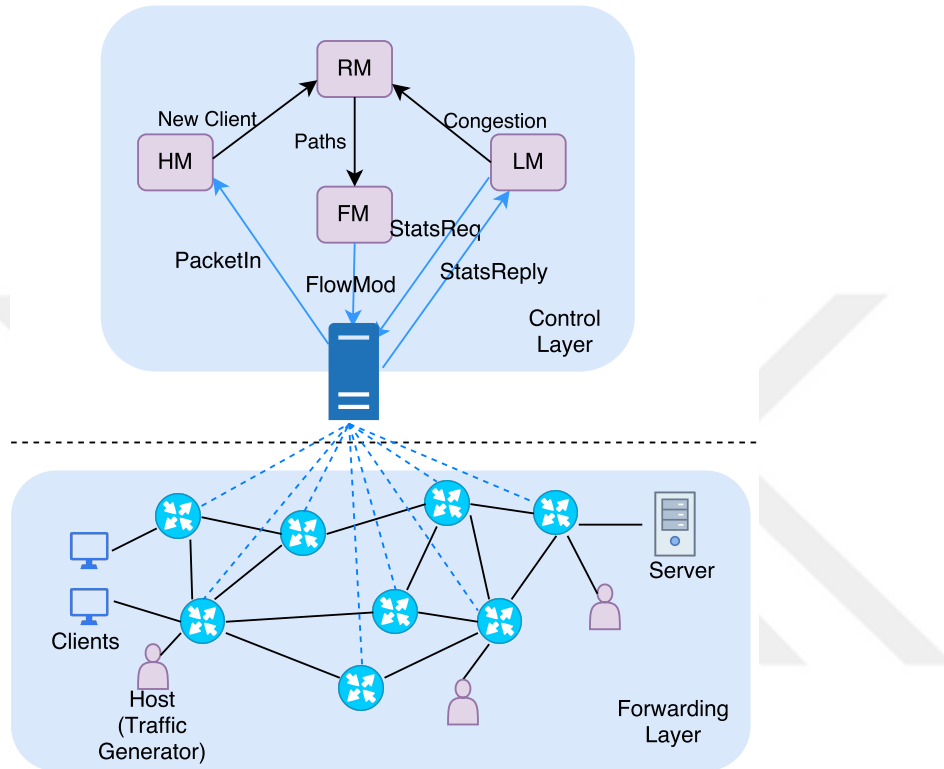 RM
New Client
Congestion
Paths
HM
LM
FM
StatsReq
PacketIn
StatsReply
FlowMod
Control
Layer
Server
Clients
Host
(Traffic
Generator)
Forwarding
Layer